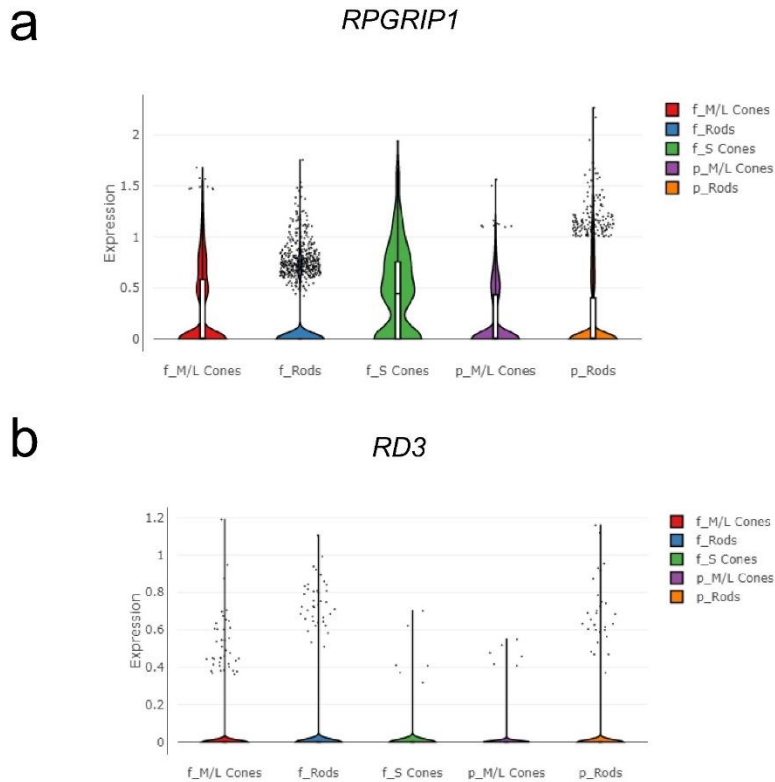 a
RPGRIP1
Expression
2
1.5
1
0.5
0
f_M/L Cones
f_Rods
f_S Cones
p_M/L Cones
p_Rods
f_M/L Cones f_Rods f_S Cones p_M/L Cones p_Rods
b
RD3
Expression
1.2
1
0.8
0.6
0.4
0.2
0
f_M/L Cones
f_Rods
f_S Cones
p_M/L Cones
p_Rods
f_M/L Cones f_Rods f_S Cones p_M/L Cones p_Rods